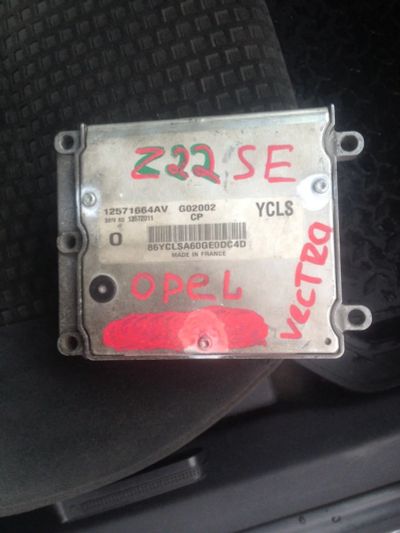 Z22 SE
12571664AV G02002 YCLS
CP
O
86YCLSA60GE0DC4D
MADE IN FRANCE
OPEL
VECTRA